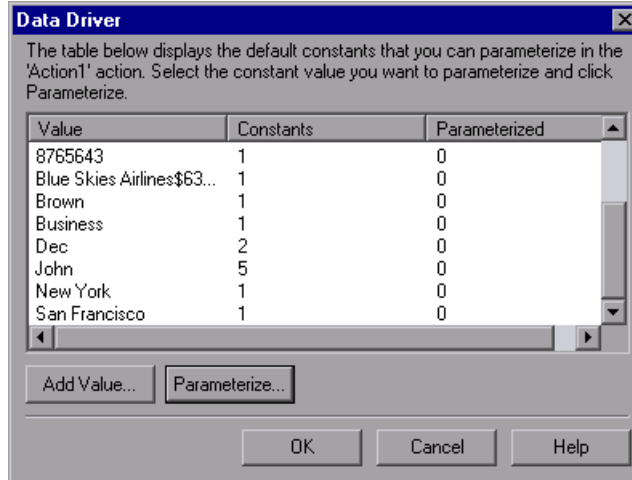 Data Driver
The table below displays the default constants that you can parameterize in the
'Action1' action. Select the constant value you want to parameterize and click
Parameterize.
Value Constants Parameterized
8765643 1 0
Blue Skies Airlines$63... 1 0
Brown 1 0
Business 1 0
Dec 2 0
John 5 0
New York 1 0
San Francisco 1 0
Add Value... Parameterize...
OK Cancel Help